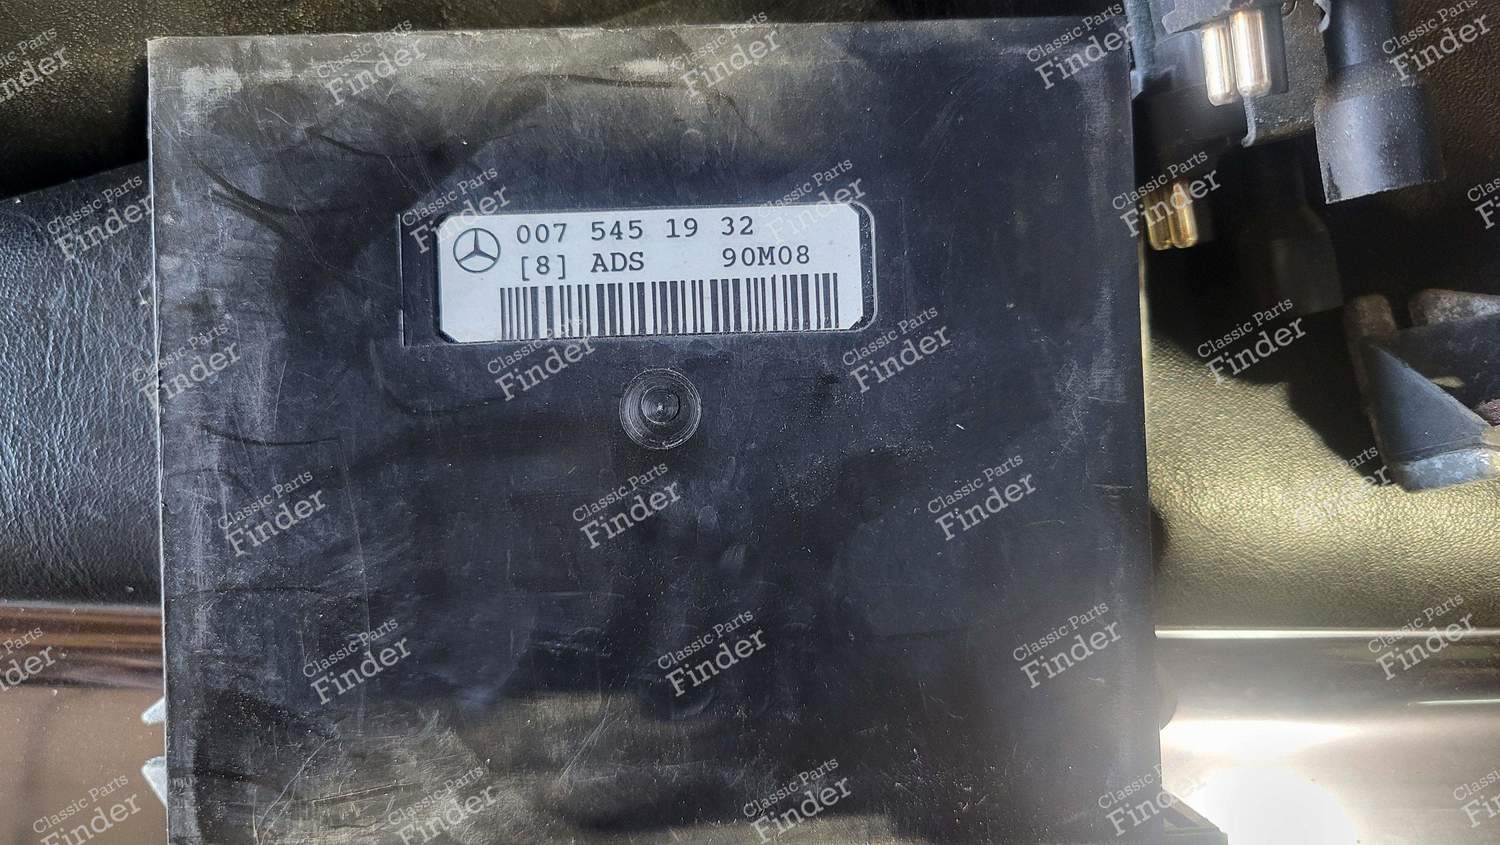 007 545 19 32
[8] ADS 90M08
Classic Parts
Finder